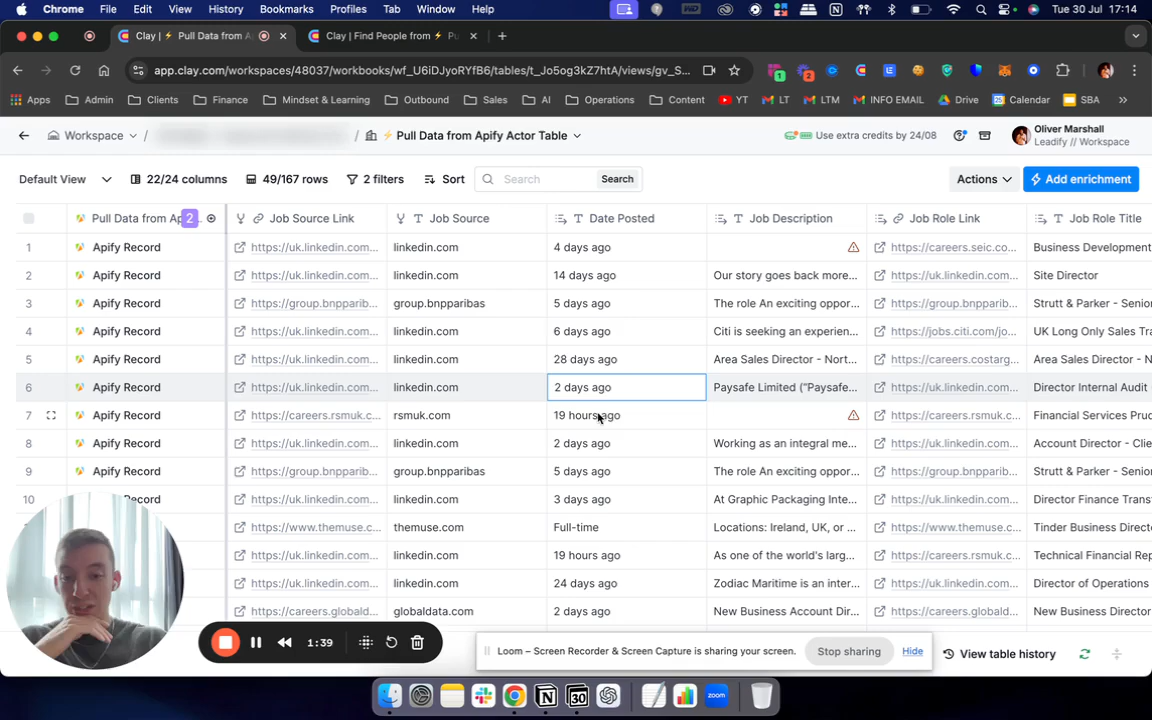 Chrome File Edit View History Bookmarks Profiles Tab Window Help Tue 30 Jul 17:14
Clay | ⚡ Pull Data from A Clay | Find People from ⚡ Pu
app.clay.com/workspaces/48037/workbooks/wf_U6iDJyoRYfB6/tables/t_Jo5og3kZ7htA/views/gv_S...
Apps Admin Clients Finance Mindset & Learning Outbound Sales AI Operations Content YT LT LTM INFO EMAIL Drive Calendar SBA »
Workspace / / ⚡ Pull Data from Apify Actor Table Use extra credits by 24/08 Oliver Marshall
Leadify // Workspace
Default View 22/24 columns 49/167 rows 2 filters Sort Search Search Actions Add enrichment
Pull Data from Ap 2 Job Source Link Job Source Date Posted Job Description Job Role Link Job Role Title
1 Apify Record https://uk.linkedin.com... linkedin.com 4 days ago https://careers.seic.co... Business Development
2 Apify Record https://uk.linkedin.com... linkedin.com 14 days ago Our story goes back more... https://uk.linkedin.com... Site Director
3 Apify Record https://group.bnpparib... group.bnpparibas 5 days ago The role An exciting oppor... https://group.bnpparib... Strutt & Parker - Senio
4 Apify Record https://uk.linkedin.com... linkedin.com 6 days ago Citi is seeking an experien... https://jobs.citi.com/jo... UK Long Only Sales Tra
5 Apify Record https://uk.linkedin.com... linkedin.com 28 days ago Area Sales Director - Nort... https://careers.costarg... Area Sales Director - No
6 Apify Record https://uk.linkedin.com... linkedin.com 2 days ago Paysafe Limited ("Paysafe... https://uk.linkedin.com... Director Internal Audit
7 Apify Record https://careers.rsmuk.c... rsmuk.com 19 hours ago https://careers.rsmuk.c... Financial Services Pruc
8 Apify Record https://uk.linkedin.com... linkedin.com 2 days ago Working as an integral me... https://uk.linkedin.com... Account Director - Clie
9 Apify Record https://group.bnpparib... group.bnpparibas 5 days ago The role An exciting oppor... https://group.bnpparib... Strutt & Parker - Senio
10 Record https://uk.linkedin.com... linkedin.com 3 days ago At Graphic Packaging Inte... https://uk.linkedin.com... Director Finance Trans
Record https://www.themuse.c... themuse.com Full-time Locations: Ireland, UK, or ... https://www.themuse.c... Tinder Business Directo
Record https://uk.linkedin.com... linkedin.com 19 hours ago As one of the world's larg... https://careers.rsmuk.c... Technical Financial Rep
Record https://uk.linkedin.com... linkedin.com 24 days ago Zodiac Maritime is an inter... https://uk.linkedin.com... Director of Operations
Record https://careers.globald... globaldata.com 2 days ago New Business Account Dir... https://careers.globald... New Business Director
1:39 Loom – Screen Recorder & Screen Capture is sharing your screen. Stop sharing Hide View table history
30 zoom